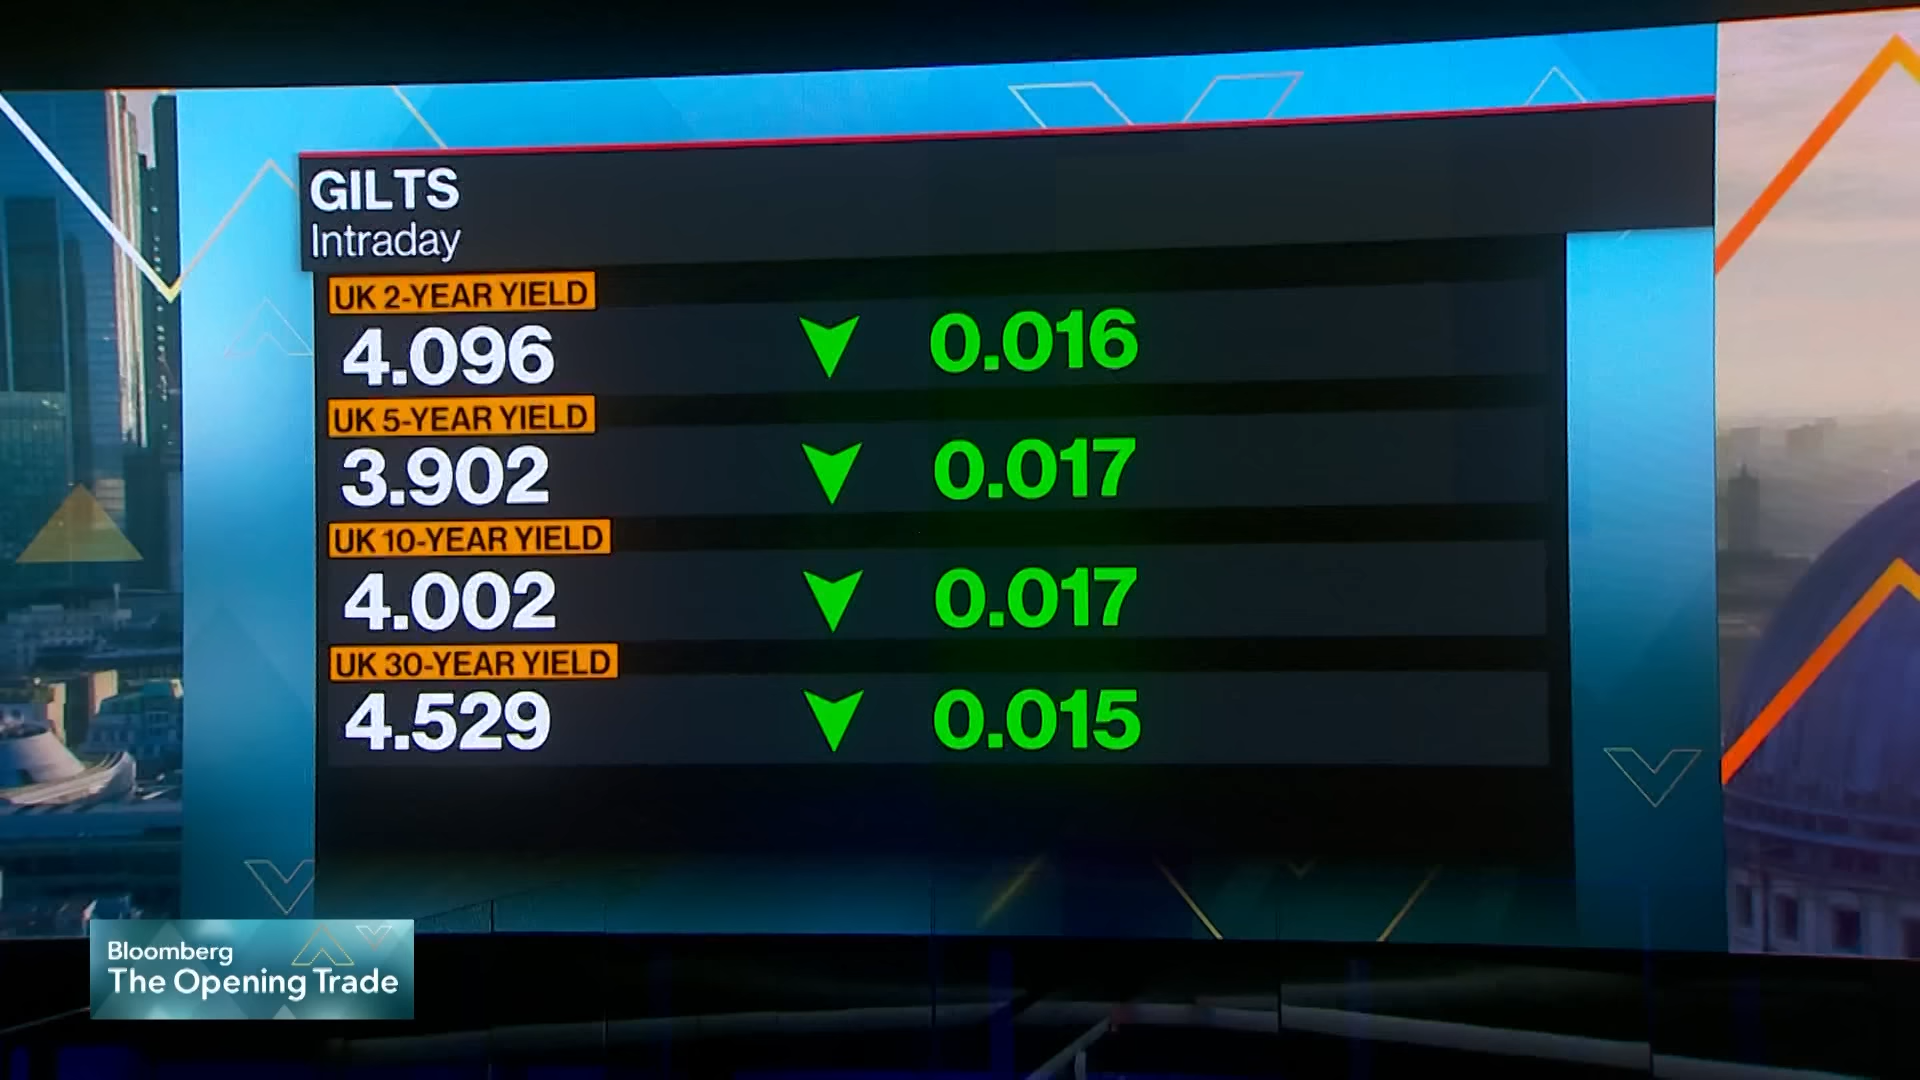 GILTS
Intraday
UK 2-YEAR YIELD
4.096 0.016
UK 5-YEAR YIELD
3.902 0.017
UK 10-YEAR YIELD
4.002 0.017
UK 30-YEAR YIELD
4.529 0.015
Bloomberg
The Opening Trade